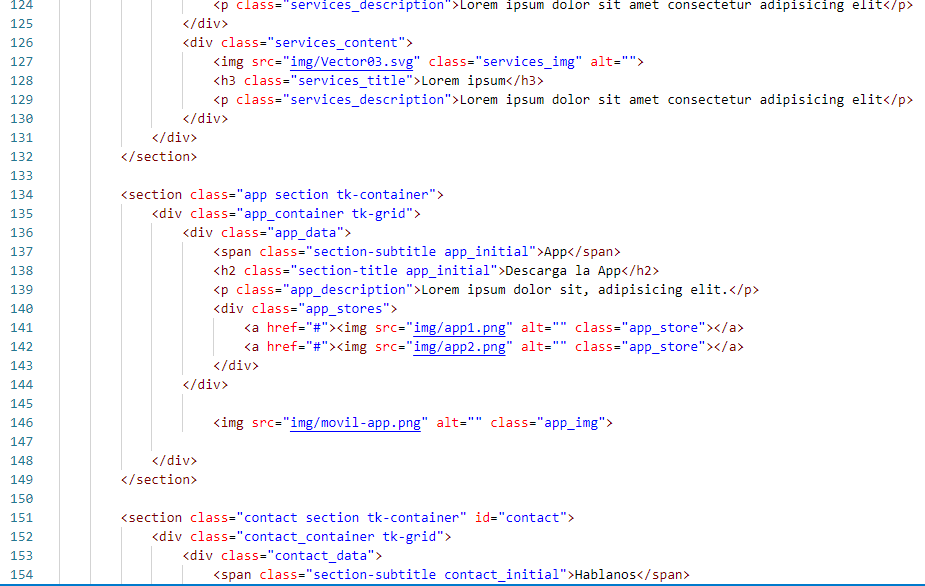 124 <p class="services_description">Lorem ipsum dolor sit amet consectetur adipisicing elit</p>
125 </div>
126 <div class="services_content">
127 <img src="img/Vector03.svg" class="services_img" alt="">
128 <h3 class="services_title">Lorem ipsum</h3>
129 <p class="services_description">Lorem ipsum dolor sit amet consectetur adipisicing elit</p>
130 </div>
131 </div>
132 </section>
133
134 <section class="app section tk-container">
135 <div class="app_container tk-grid">
136 <div class="app_data">
137 <span class="section-subtitle app_initial">App</span>
138 <h2 class="section-title app_initial">Descarga la App</h2>
139 <p class="app_description">Lorem ipsum dolor sit, adipisicing elit.</p>
140 <div class="app_stores">
141 <a href="#"><img src="img/app1.png" alt="" class="app_store"></a>
142 <a href="#"><img src="img/app2.png" alt="" class="app_store"></a>
143 </div>
144 </div>
145
146 <img src="img/movil-app.png" alt="" class="app_img">
147
148 </div>
149 </section>
150
151 <section class="contact section tk-container" id="contact">
152 <div class="contact_container tk-grid">
153 <div class="contact_data">
154 <span class="section-subtitle contact_initial">Hablanos</span>